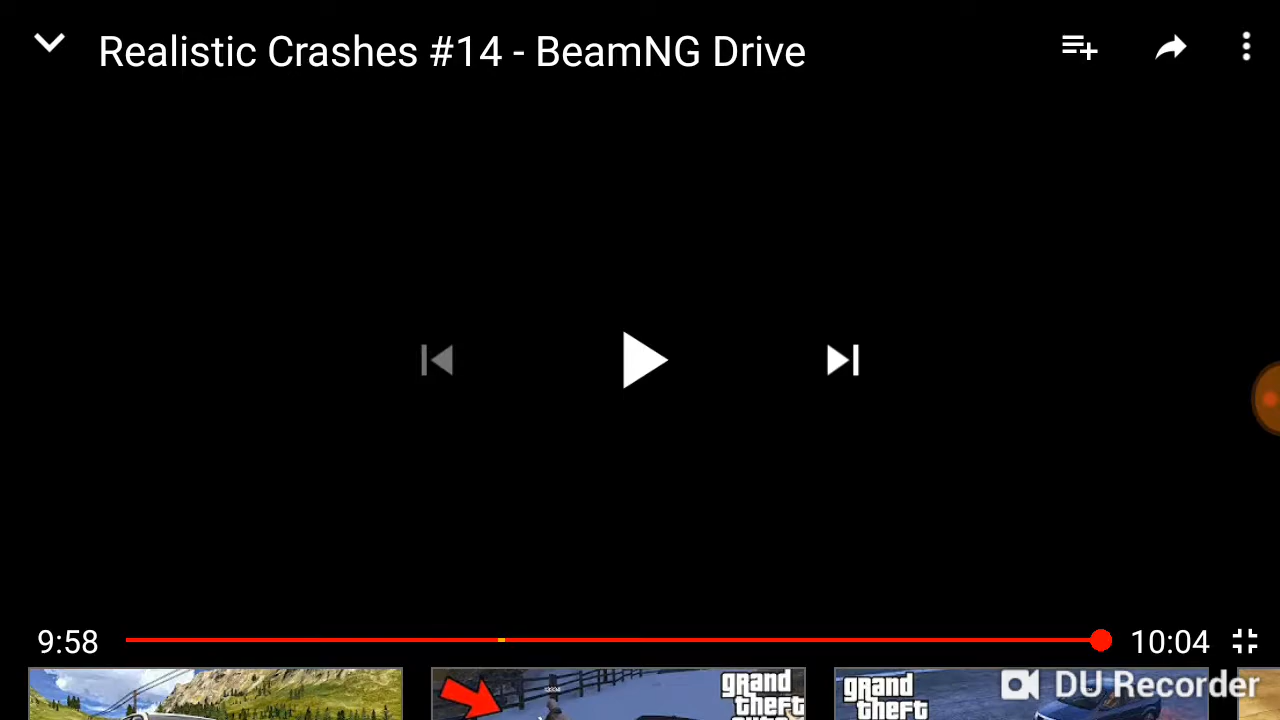 Realistic Crashes #14 - BeamNG Drive
9:58
10:04
grand
theft
grand
theft
DU Recorder